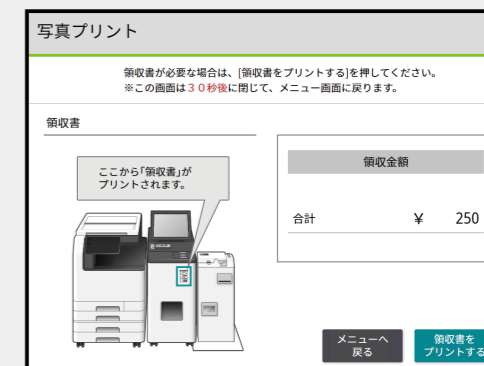 写真プリント
領収書が必要な場合は、[領収書をプリントする]を押してください。
※この画面は30秒後に閉じて、メニュー画面に戻ります。
領収書
ここから「領収書」が
プリントされます。
領収金額
合計 ¥ 250
メニューへ
戻る
領収書を
プリントする